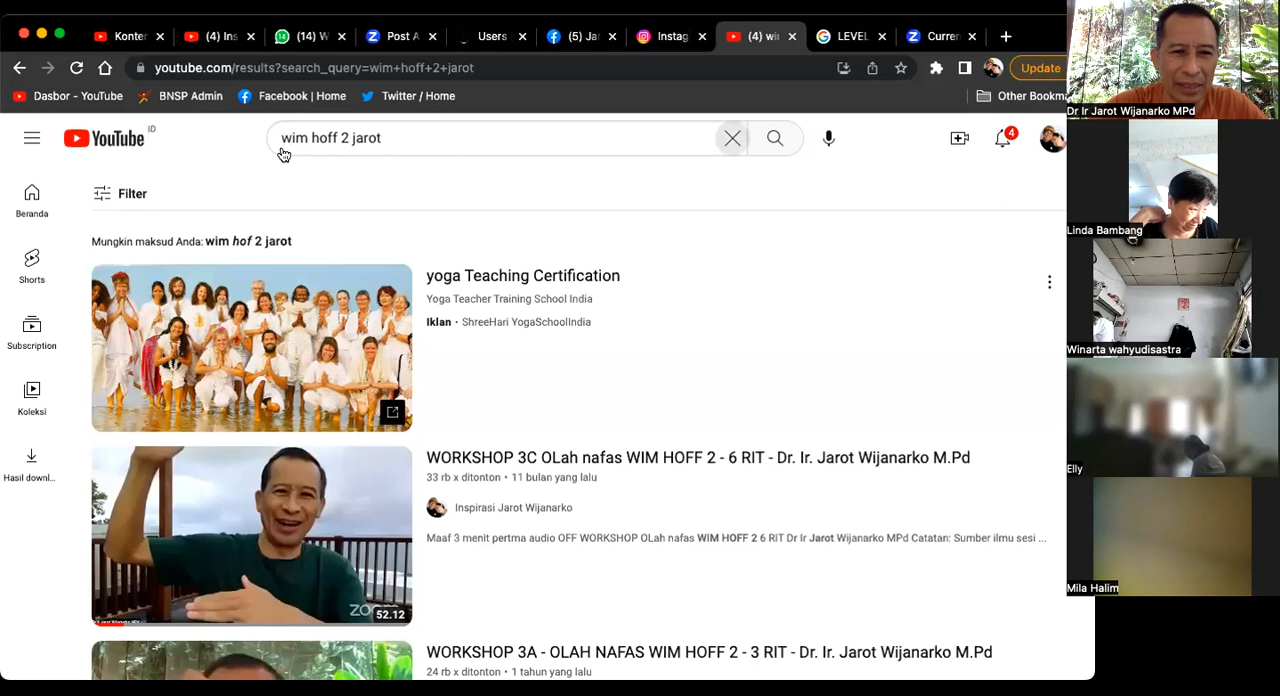 Konter
(4) Ins
(14) W
Post A
Users
(5) Ja
Instag
(4) wi
LEVEL
Curre
youtube.com/results?search_query=wim+hoff+2+jarot
Update
Dasbor - YouTube
BNSP Admin
Facebook | Home
Twitter / Home
Other Bookm
YouTube ID
wim hoff 2 jarot
4
Beranda
Shorts
Subscription
Koleksi
Hasil downl...
Filter
Mungkin maksud Anda: wim hof 2 jarot
yoga Teaching Certification
Yoga Teacher Training School India
Iklan · ShreeHari YogaSchoolIndia
WORKSHOP 3C OLah nafas WIM HOFF 2 - 6 RIT - Dr. Ir. Jarot Wijanarko M.Pd
33 rb x ditonton · 11 bulan yang lalu
Inspirasi Jarot Wijanarko
Maaf 3 menit pertma audio OFF WORKSHOP OLah nafas WIM HOFF 2 6 RIT Dr Ir Jarot Wijanarko MPd Catatan: Sumber ilmu sesi ...
52.12
WORKSHOP 3A - OLAH NAFAS WIM HOFF 2 - 3 RIT - Dr. Ir. Jarot Wijanarko M.Pd
24 rb x ditonton · 1 tahun yang lalu
Dr Ir Jarot Wijanarko MPd
Linda Bambang
Winarta wahyudisastra
Elly
Mila Halim